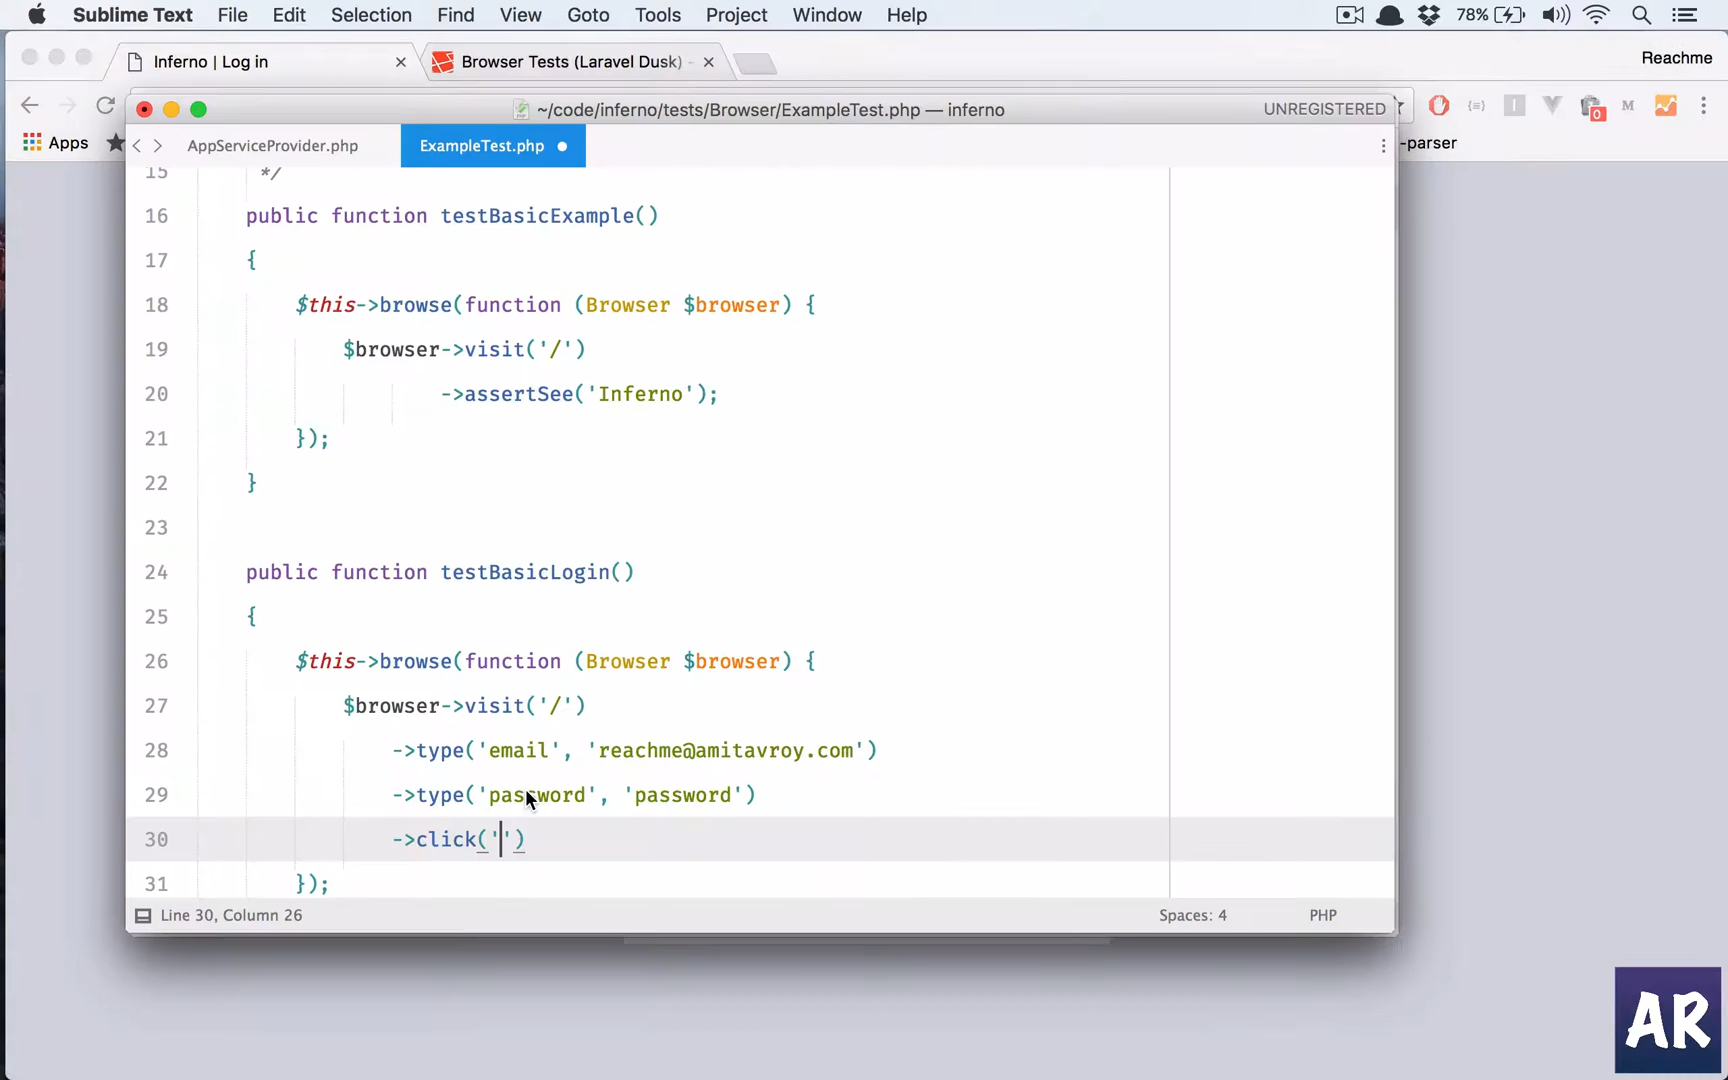 Sublime Text File Edit Selection Find View Goto Tools Project Window Help 78%
Inferno | Log in Browser Tests (Laravel Dusk) - Reachme
~/code/inferno/tests/Browser/ExampleTest.php — inferno UNREGISTERED
0 M
Apps -parser
AppServiceProvider.php ExampleTest.php
15 */
16 public function testBasicExample()
17 {
18 $this->browse(function (Browser $browser) {
19 $browser->visit('/')
20 ->assertSee('Inferno');
21 });
22 }
23
24 public function testBasicLogin()
25 {
26 $this->browse(function (Browser $browser) {
27 $browser->visit('/')
28 ->type('email', 'reachme@amitavroy.com')
29 ->type('password', 'password')
30 ->click('')
31 });
Line 30, Column 26 Spaces: 4 PHP
AR